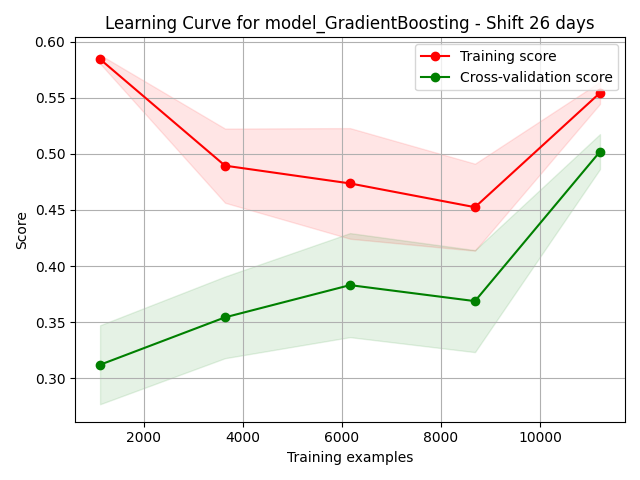 Learning Curve for model_GradientBoosting - Shift 26 days
Training score
Cross-validation score
Score
0.60
0.55
0.50
0.45
0.40
0.35
0.30
2000
4000
6000
8000
10000
Training examples